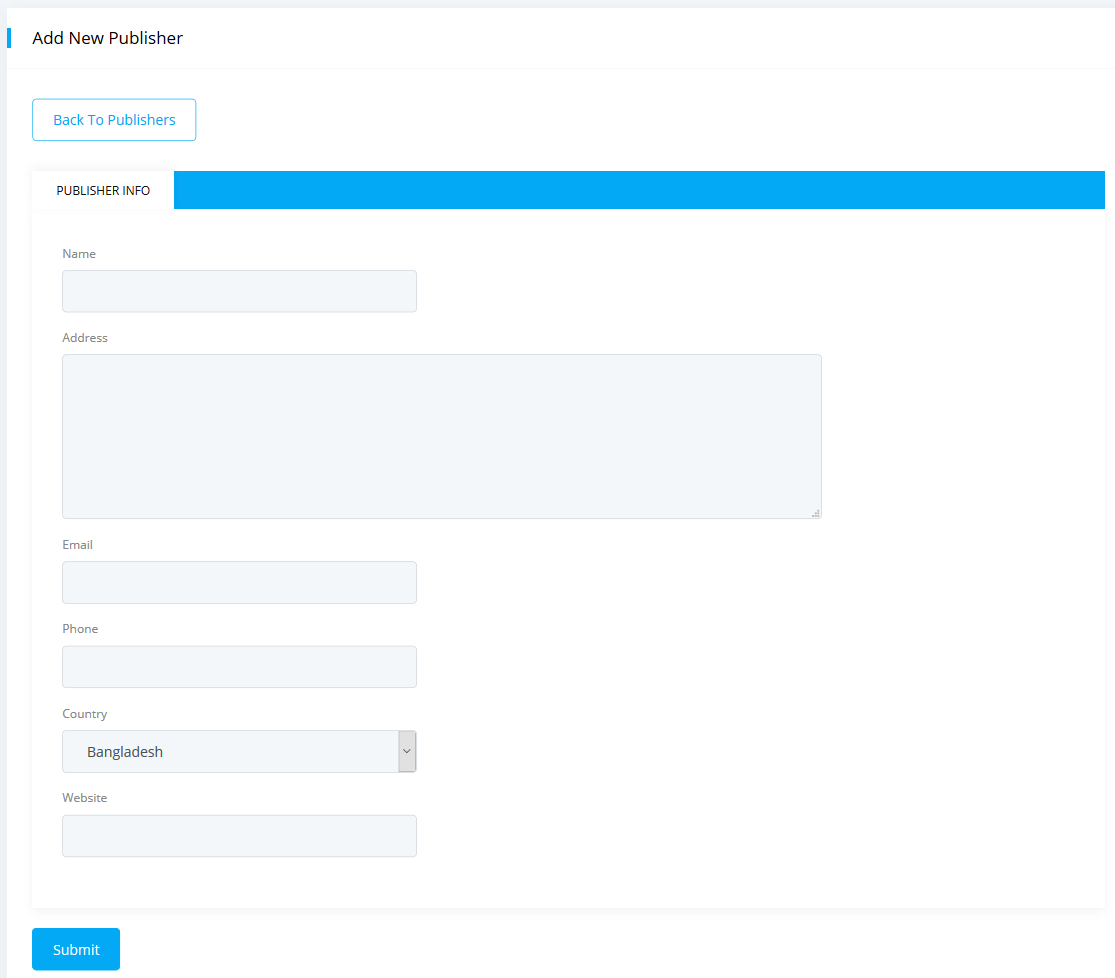 Add New Publisher
Back To Publishers
PUBLISHER INFO
Name
Address
Email
Phone
Country
Bangladesh
Website
Submit